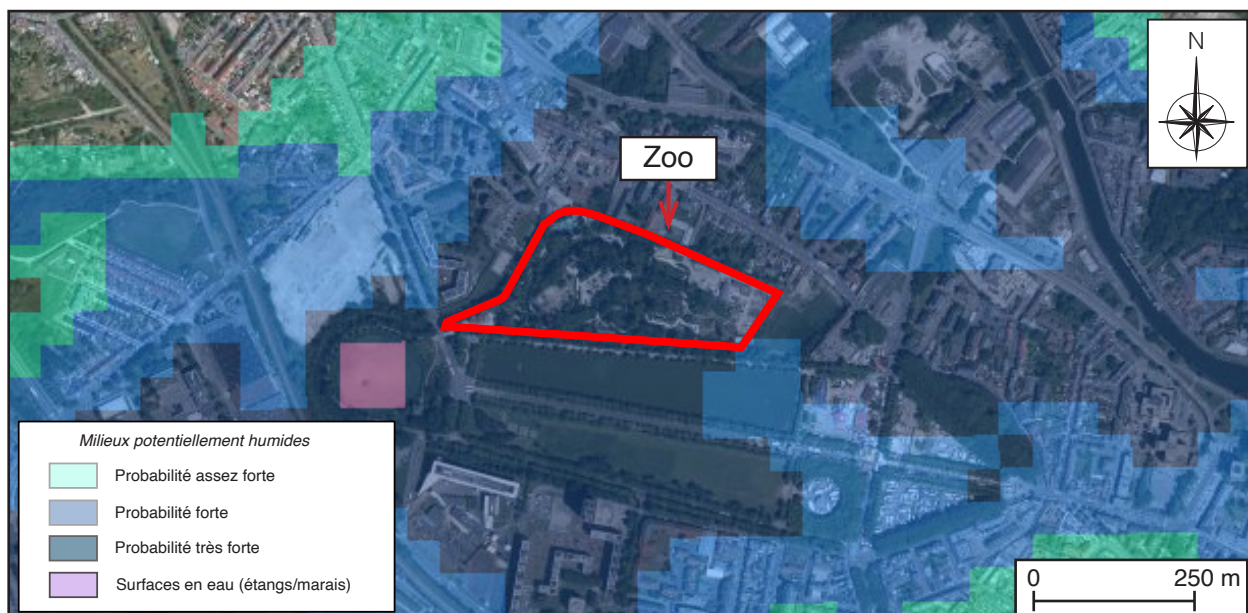 N
Zoo
Milieux potentiellement humides
Probabilité assez forte
Probabilité forte
Probabilité très forte
Surfaces en eau (étangs/marais)
0 250 m